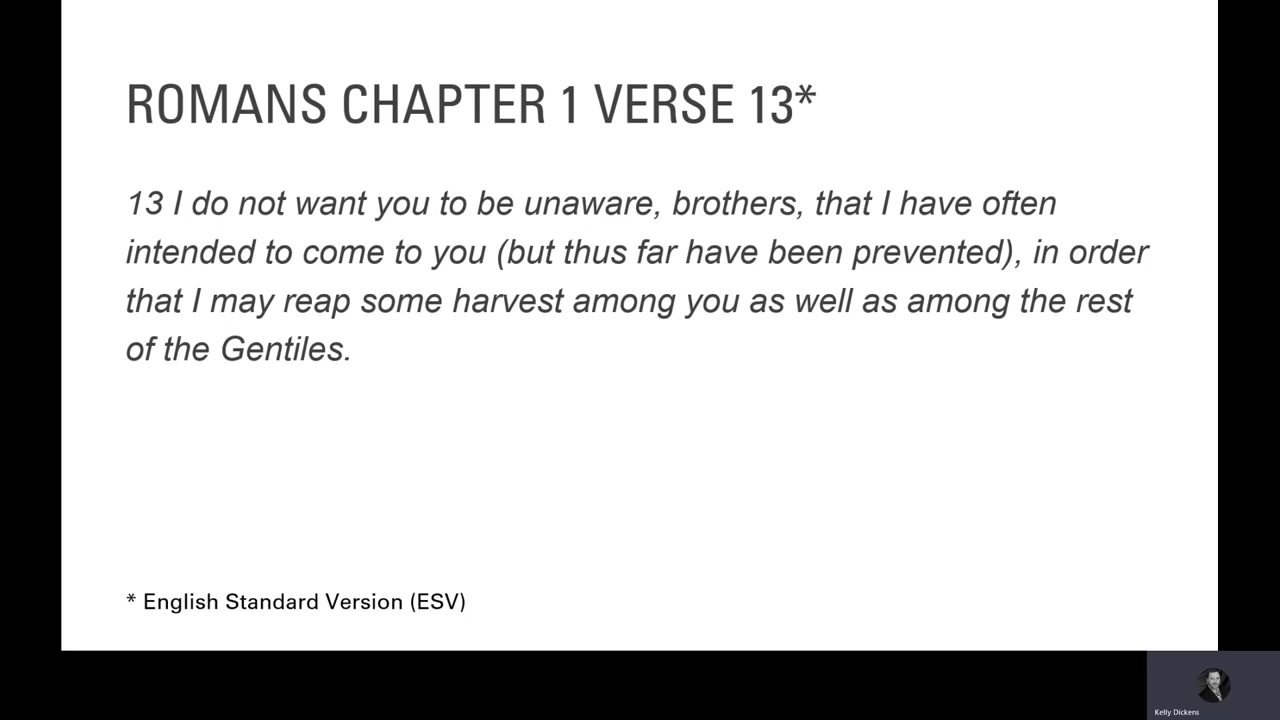 ROMANS CHAPTER 1 VERSE 13*
13 I do not want you to be unaware, brothers, that I have often
intended to come to you (but thus far have been prevented), in order
that I may reap some harvest among you as well as among the rest
of the Gentiles.
* English Standard Version (ESV)
Kelly Dickens